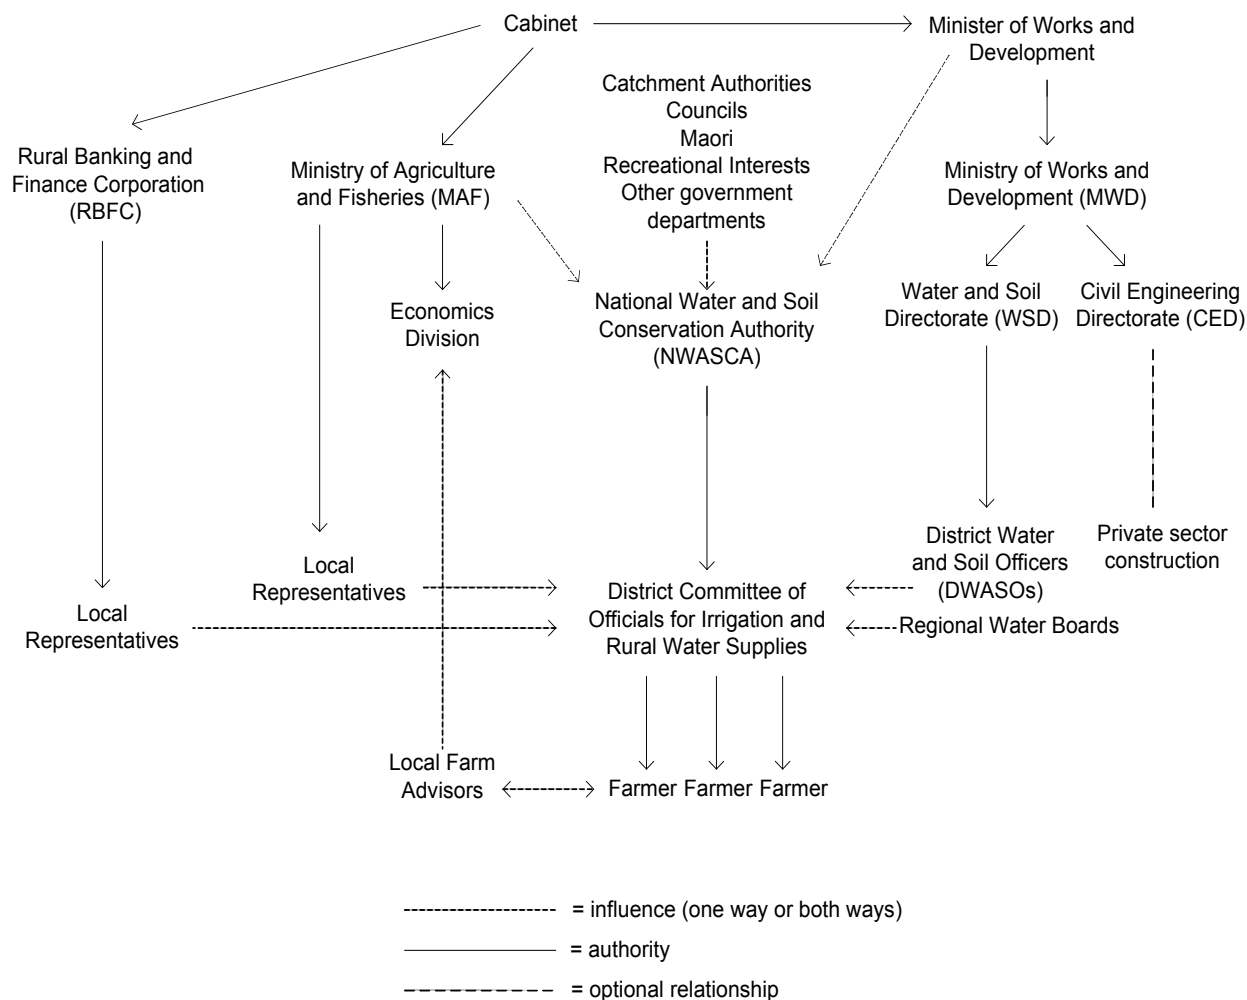 Cabinet
Minister of Works and
Development
Catchment Authorities
Councils
Maori
Recreational Interests
Other government
departments
Rural Banking and
Finance Corporation
(RBFC)
Ministry of Agriculture
and Fisheries (MAF)
Ministry of Works and
Development (MWD)
Economics
Division
National Water and Soil
Conservation Authority
(NWASCA)
Water and Soil
Directorate (WSD)
Civil Engineering
Directorate (CED)
Local
Representatives
Local
Representatives
District Committee of
Officials for Irrigation and
Rural Water Supplies
District Water
and Soil Officers
(DWASOs)
Regional Water Boards
Private sector
construction
Local Farm
Advisors
Farmer Farmer Farmer
= influence (one way or both ways)
= authority
= optional relationship